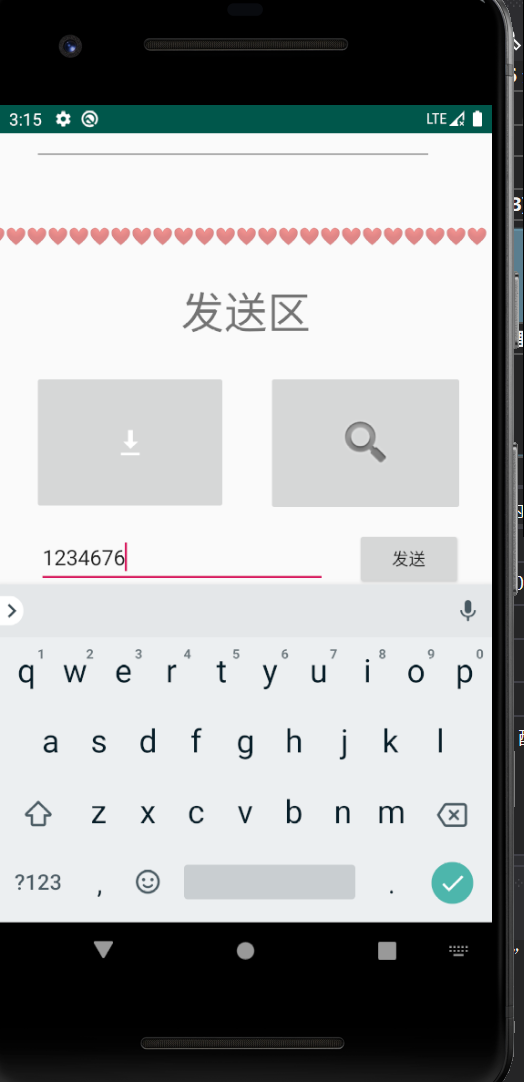 3:15 LTE
发送区
1234676 发送
1 2 3 4 5 6 7 8 9 0
q w e r t y u i o p
a s d f g h j k l
z x c v b n m
?123 , .